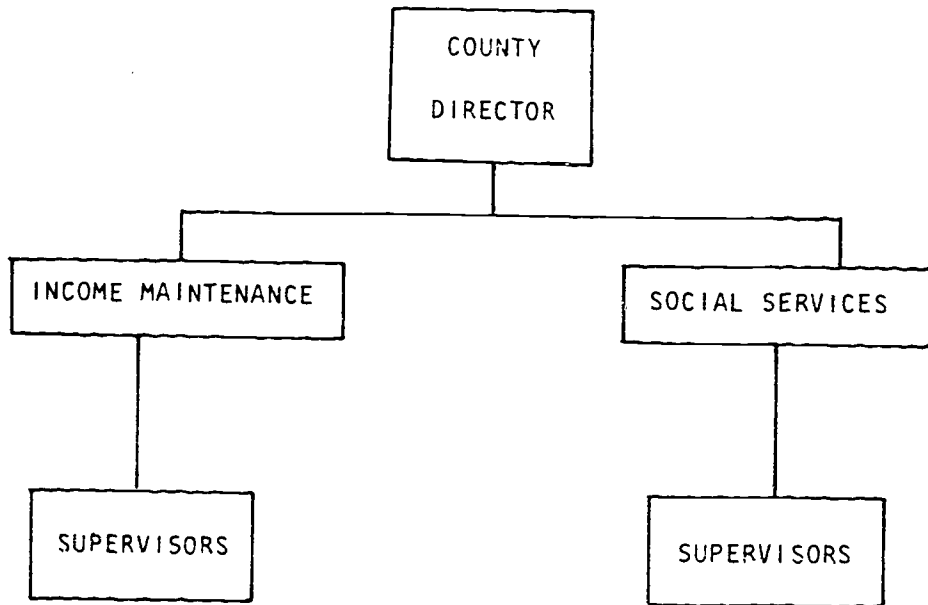 COUNTY
DIRECTOR
INCOME MAINTENANCE
SOCIAL SERVICES
SUPERVISORS
SUPERVISORS